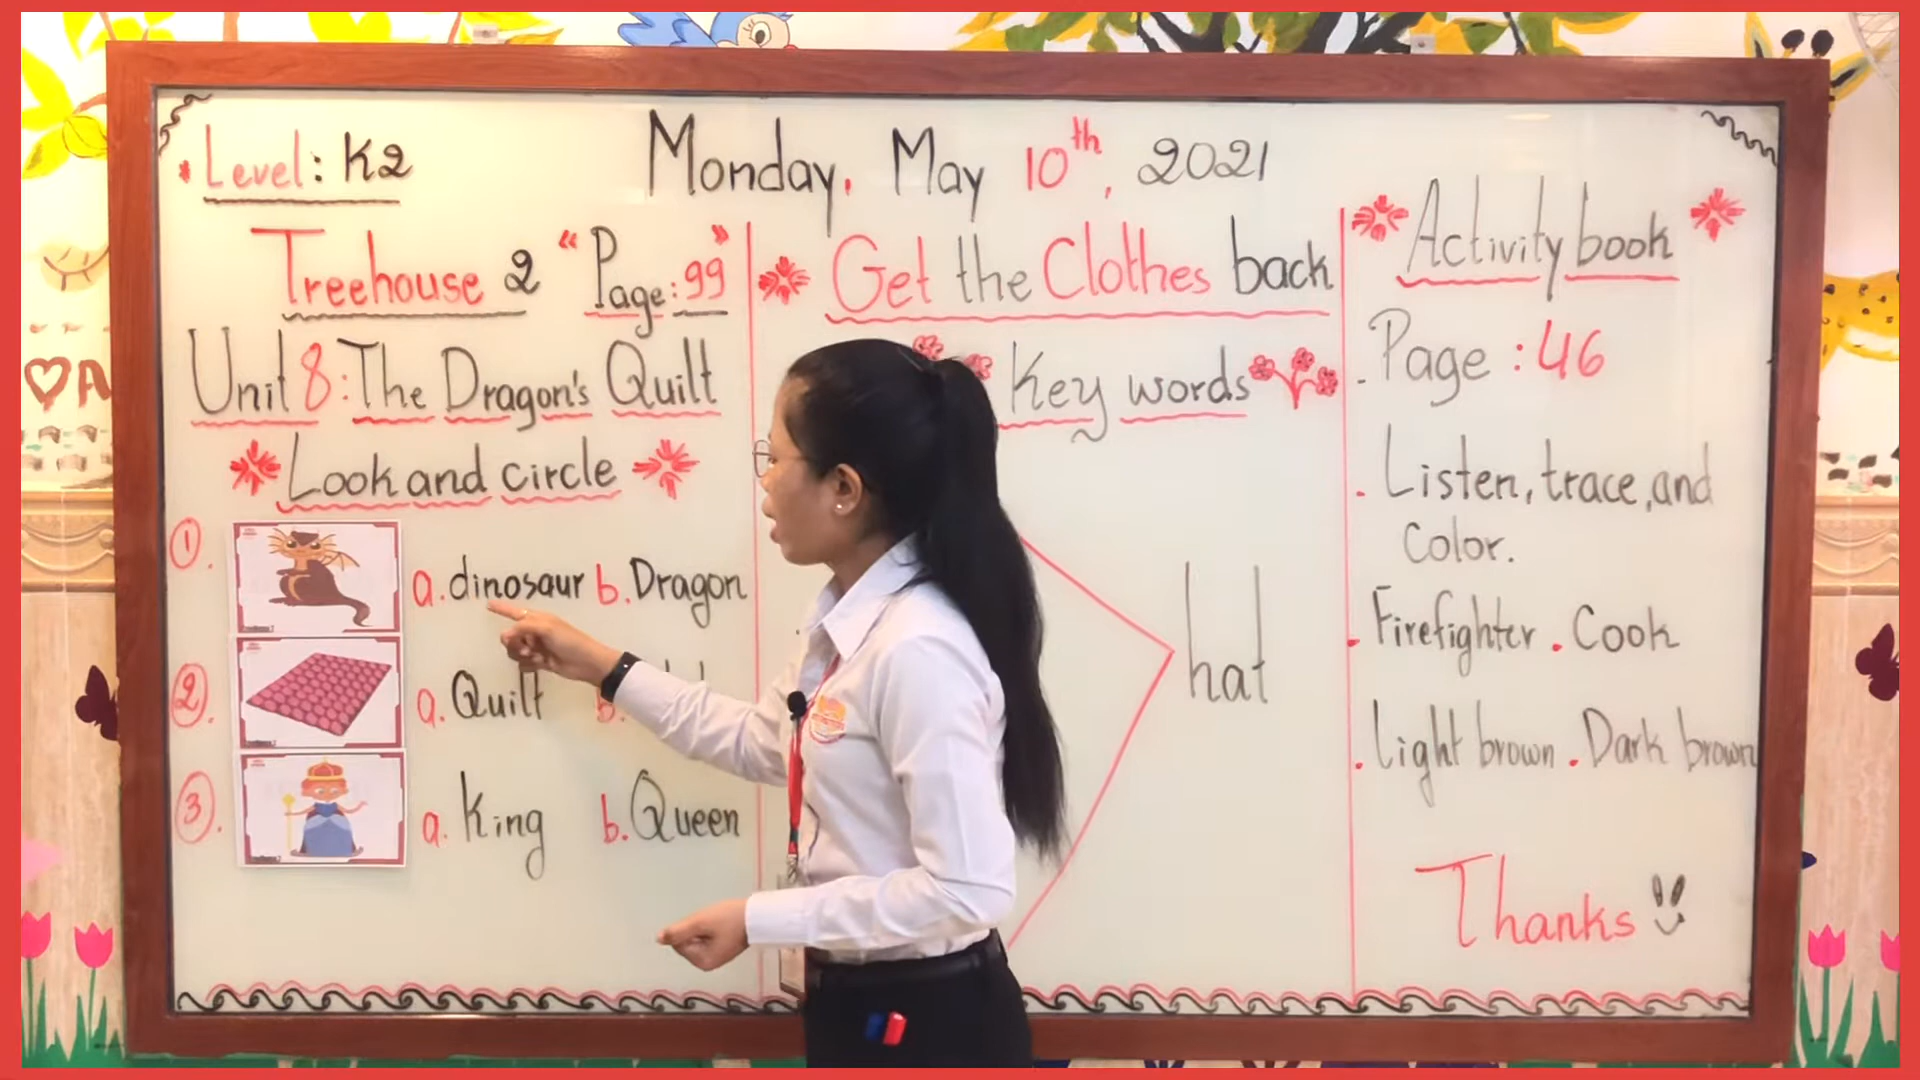 Level: K2
Monday, May 10th, 2021
Treehouse 2 "Page: 99"
Unit 8: The Dragon's Quilt
Look and circle
1. a. dinosaur b. Dragon
2. a. Quilt b.
3. a. King b. Queen
Get the Clothes back
Key words
hat
Activity book
. Page : 46
. Listen, trace, and
Color.
. Firefighter . Cook
. Light brown . Dark brown
Thanks